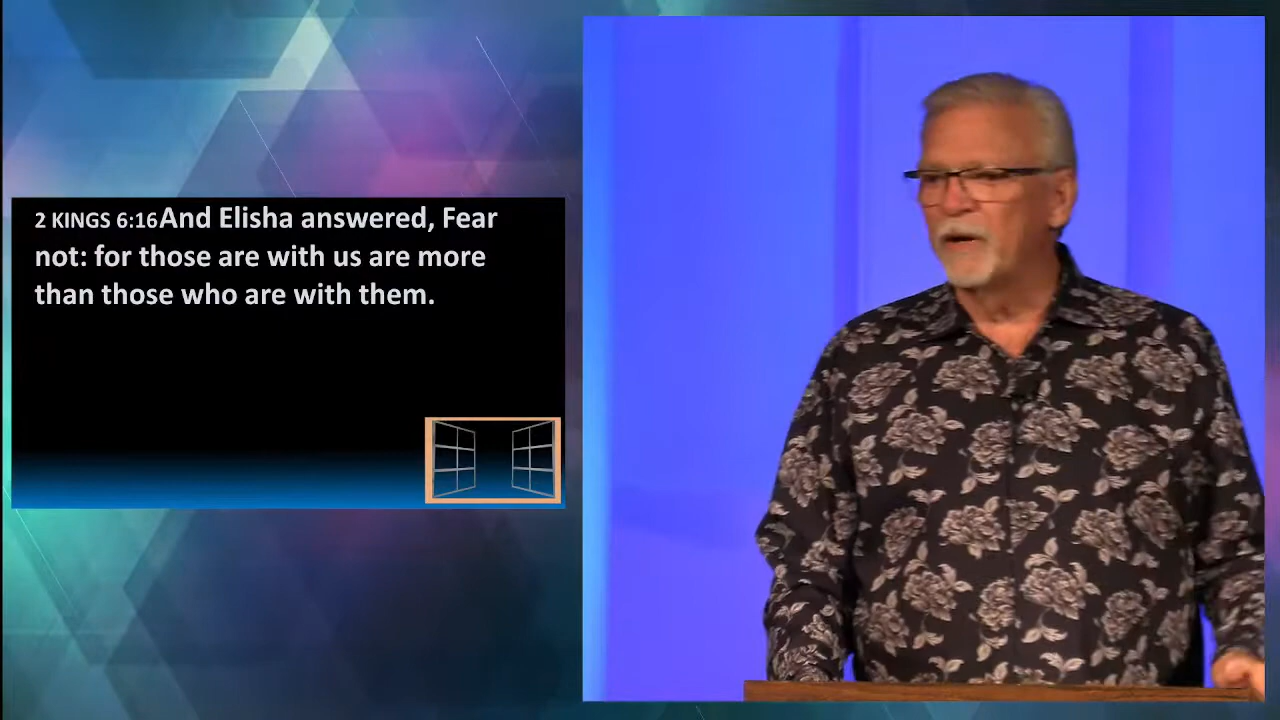 2 KINGS 6:16And Elisha answered, Fear
not: for those are with us are more
than those who are with them.